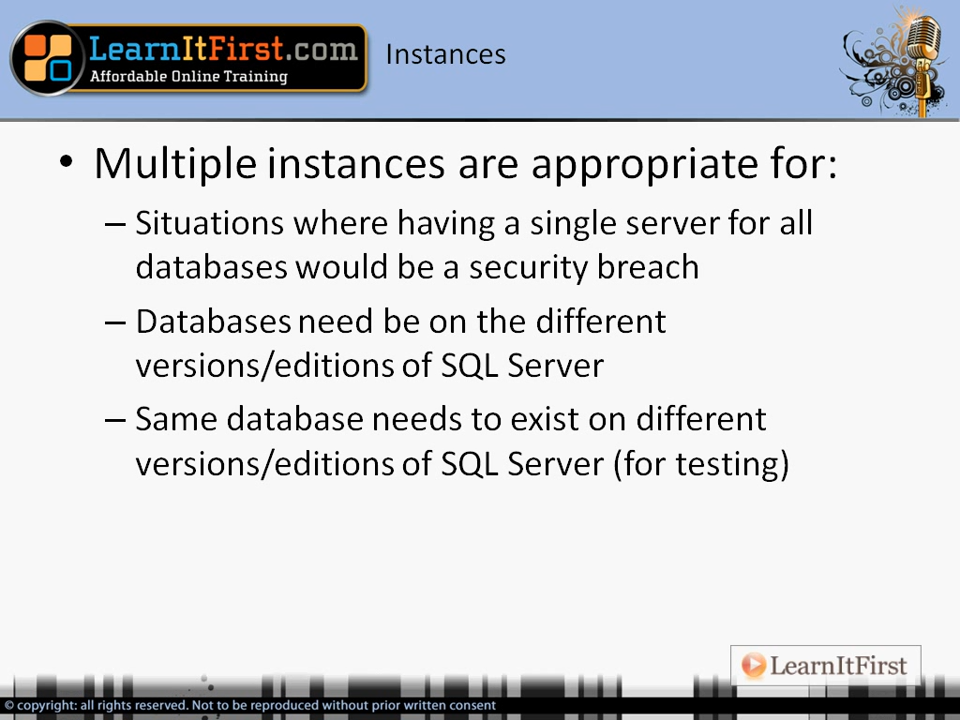 LearnItFirst.com
Affordable Online Training
Instances
• Multiple instances are appropriate for:
– Situations where having a single server for all
databases would be a security breach
– Databases need be on the different
versions/editions of SQL Server
– Same database needs to exist on different
versions/editions of SQL Server (for testing)
LearnItFirst
© copyright: all rights reserved. Not to be reproduced without prior written consent